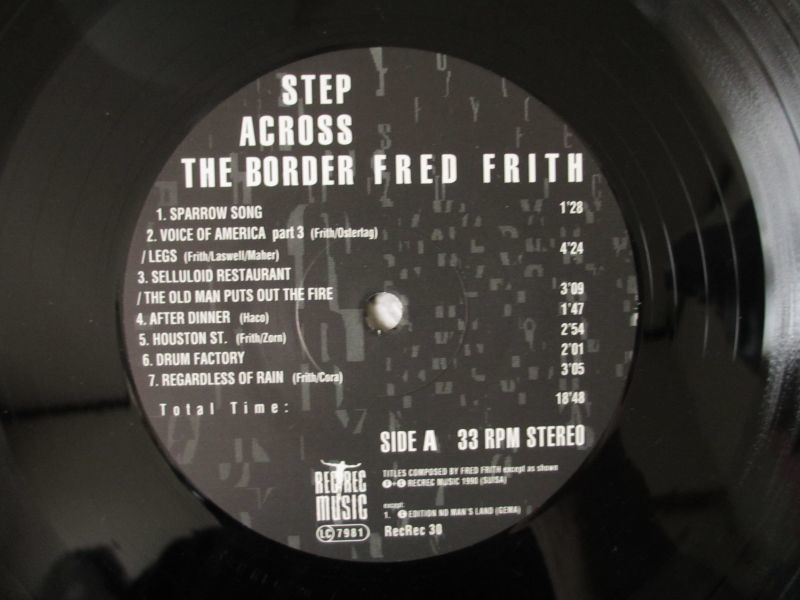 STEP
ACROSS
THE BORDER FRED FRITH
1. SPARROW SONG 1'28
2. VOICE OF AMERICA part 3 (Frith/Ostertag)
/ LEGS (Frith/Laswell/Maher) 4'24
3. SELLULOID RESTAURANT
/ THE OLD MAN PUTS OUT THE FIRE 3'09
4. AFTER DINNER (Haco) 1'47
5. HOUSTON ST. (Frith/Zorn) 2'54
6. DRUM FACTORY 2'01
7. REGARDLESS OF RAIN (Frith/Cora) 3'05
Total Time: 18'48
SIDE A 33 RPM STEREO
REC REC
MUSIC
LC 7981
TITLES COMPOSED BY FRED FRITH except as shown
Ⓟ+Ⓒ RECREC MUSIC 1990 (SUISA)
except:
1. Ⓒ EDITION NO MAN'S LAND (GEMA)
RecRec 30